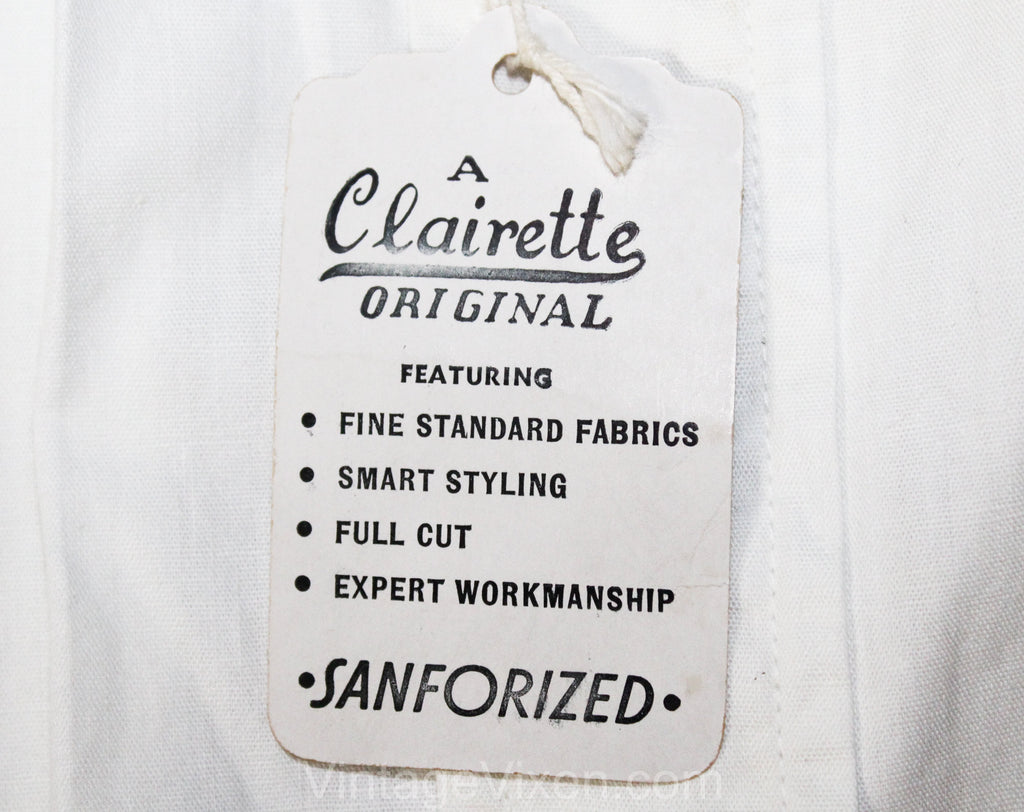 A
Clairette
ORIGINAL
FEATURING
• FINE STANDARD FABRICS
• SMART STYLING
• FULL CUT
• EXPERT WORKMANSHIP
•SANFORIZED•
VintageVixen.com